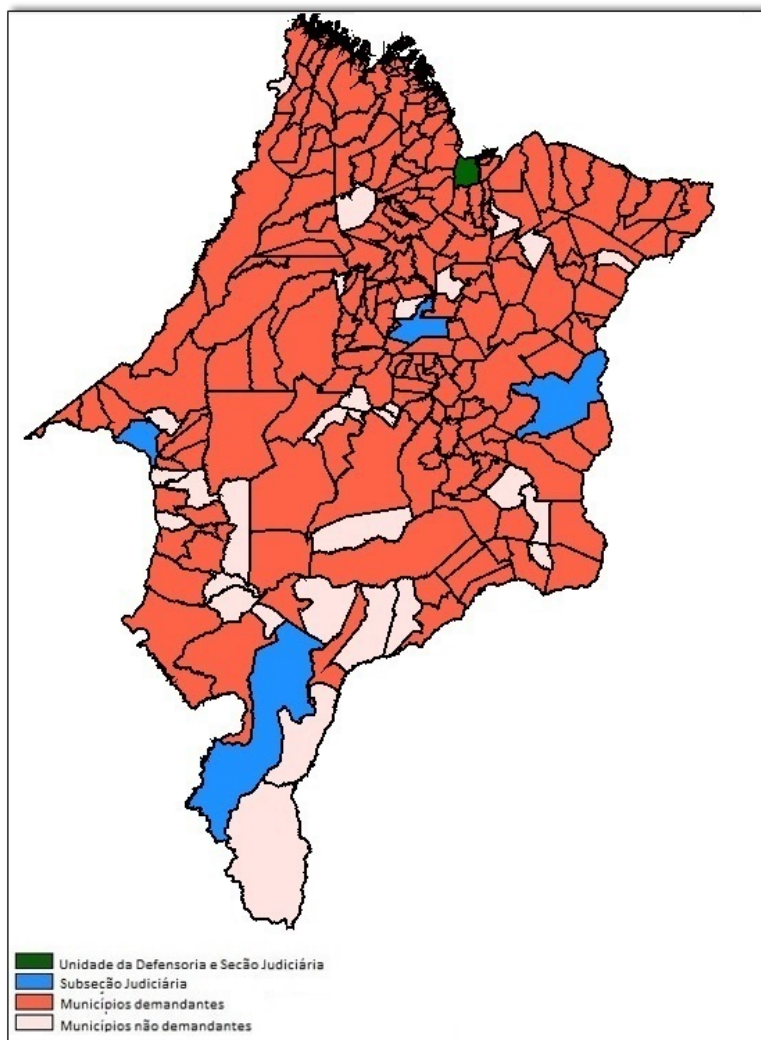 Unidade da Defensoria e Secão Judiciária
Subseção Judiciária
Municípios demandantes
Municípios não demandantes